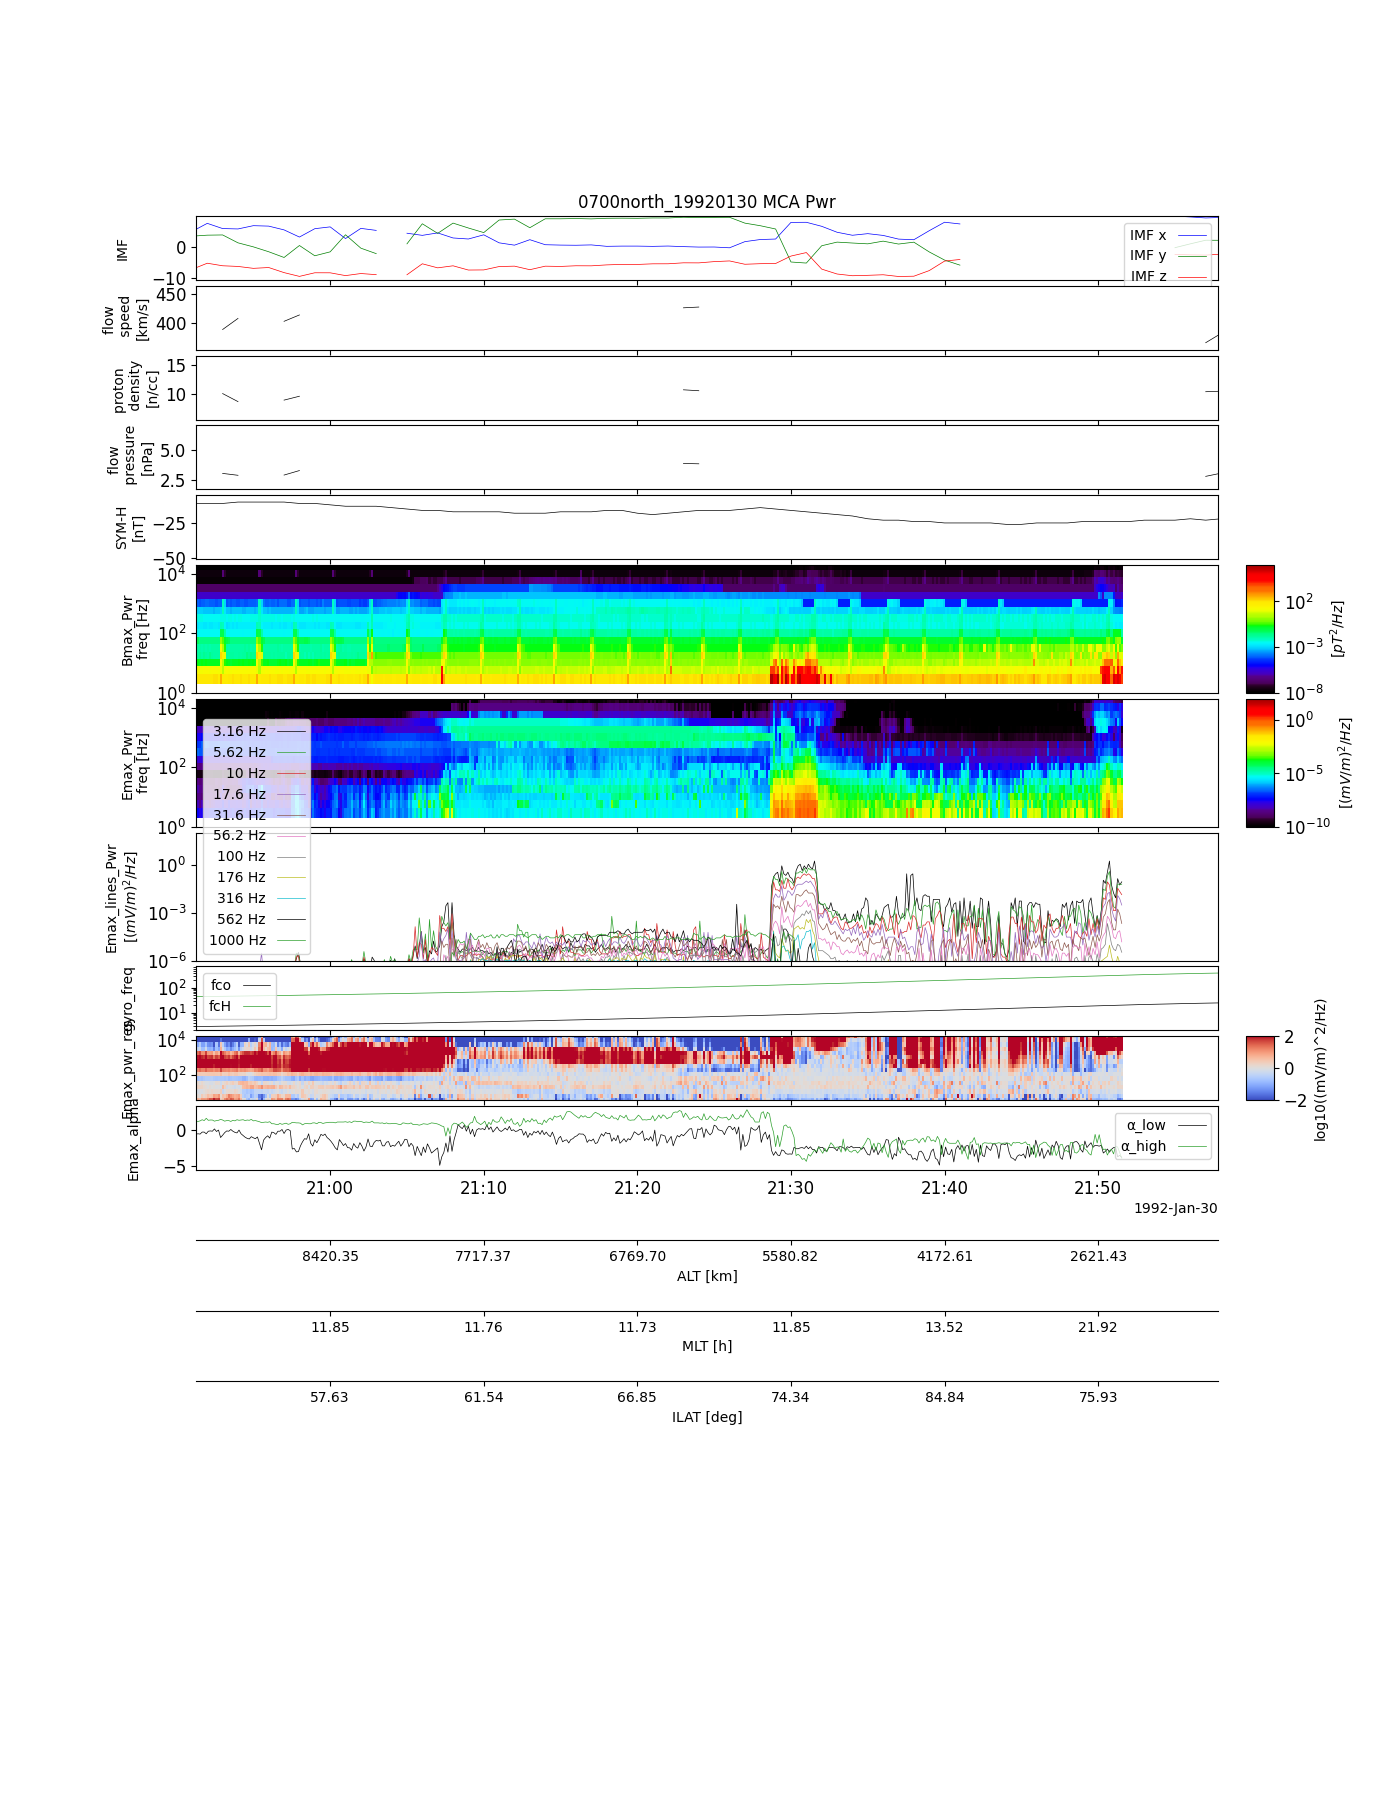 0700north_19920130 MCA Pwr
IMF
0
−10
IMF x
IMF y
IMF z
flow
speed
[km/s]
450
400
proton
density
[n/cc]
15
10
flow
pressure
[nPa]
5.0
2.5
SYM-H
[nT]
−25
−50
Bmax_Pwr
freq [Hz]
10^4
10^2
10^0
10^2
10^−3
10^−8
[pT^2/Hz]
Emax_Pwr
freq [Hz]
10^4
10^2
10^0
10^0
10^−5
10^−10
[(mV/m)^2/Hz]
3.16 Hz
5.62 Hz
10 Hz
17.6 Hz
31.6 Hz
56.2 Hz
100 Hz
176 Hz
316 Hz
562 Hz
1000 Hz
Emax_lines_Pwr
[(mV/m)^2/Hz]
10^0
10^−3
10^−6
gyro_freq
10^2
10^1
fco
fcH
Emax_pwr_reg
10^4
10^2
2
0
−2
log10((mV/m)^2/Hz)
Emax_alpha
0
−5
α_low
α_high
21:00 21:10 21:20 21:30 21:40 21:50
1992-Jan-30
8420.35 7717.37 6769.70 5580.82 4172.61 2621.43
ALT [km]
11.85 11.76 11.73 11.85 13.52 21.92
MLT [h]
57.63 61.54 66.85 74.34 84.84 75.93
ILAT [deg]